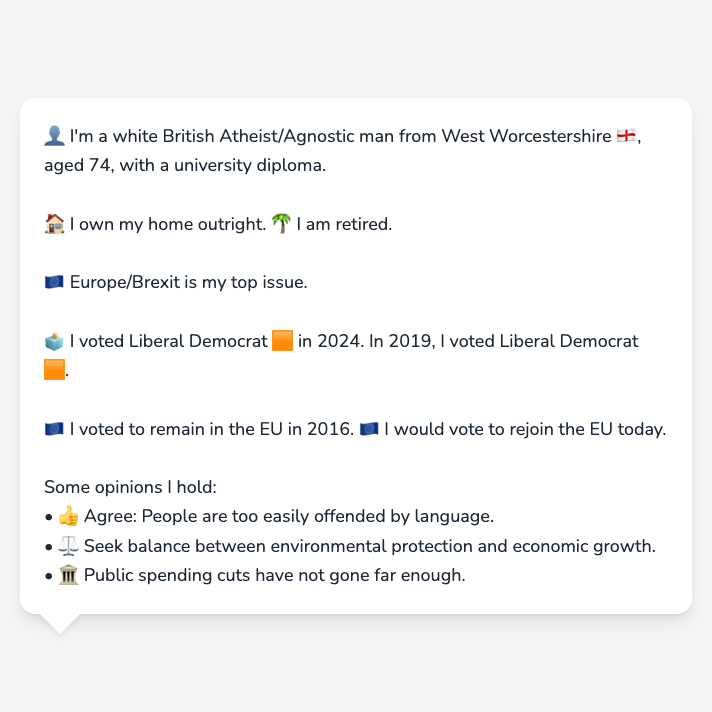 👤 I'm a white British Atheist/Agnostic man from West Worcestershire 🏴󠁧󠁢󠁥󠁮󠁧󠁿,
aged 74, with a university diploma.
🏠 I own my home outright. 🌴 I am retired.
🇪🇺 Europe/Brexit is my top issue.
🗳️ I voted Liberal Democrat 🟧 in 2024. In 2019, I voted Liberal Democrat
🟧.
🇪🇺 I voted to remain in the EU in 2016. 🇪🇺 I would vote to rejoin the EU today.
Some opinions I hold:
• 👍 Agree: People are too easily offended by language.
• ⚖️ Seek balance between environmental protection and economic growth.
• 🏛️ Public spending cuts have not gone far enough.